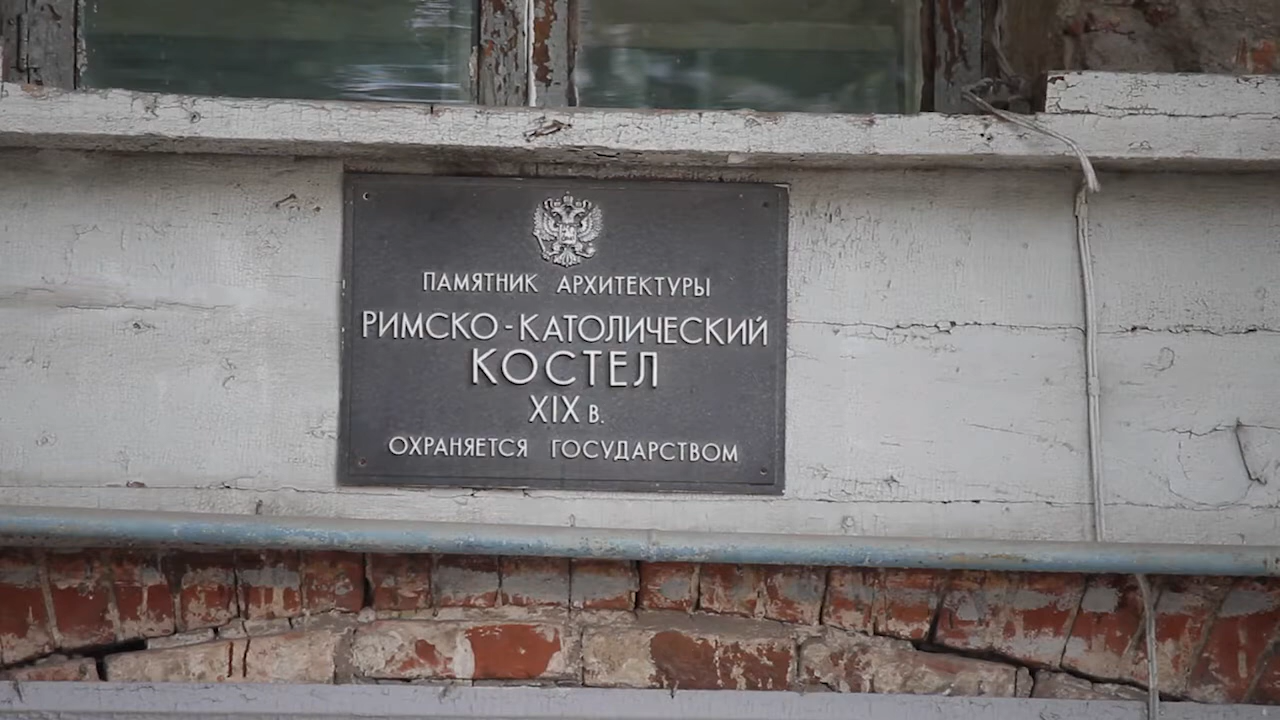 ПАМЯТНИК АРХИТЕКТУРЫ
РИМСКО-КАТОЛИЧЕСКИЙ
КОСТЕЛ
XIX В.
ОХРАНЯЕТСЯ ГОСУДАРСТВОМ